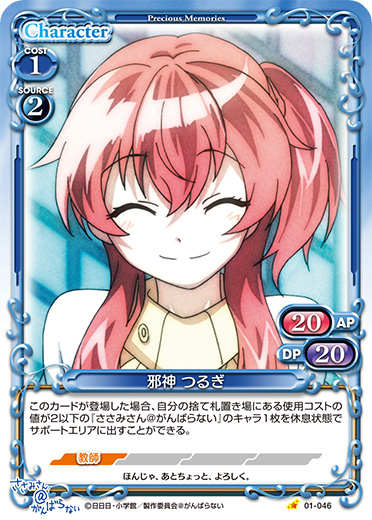 Precious Memories
Character
COST
1
SOURCE
2
20 AP
DP 20
邪神 つるぎ
このカードが登場した場合、自分の捨て札置き場にある使用コストの
値が2以下の『ささみさん@がんばらない』のキャラ1枚を休息状態で
サポートエリアに出すことができる。
教師
ほんじゃ、あとちょっと、よろしく。
ささみさん
@
がんばらない
01-046
©日日日・小学館／製作委員会@がんばらない